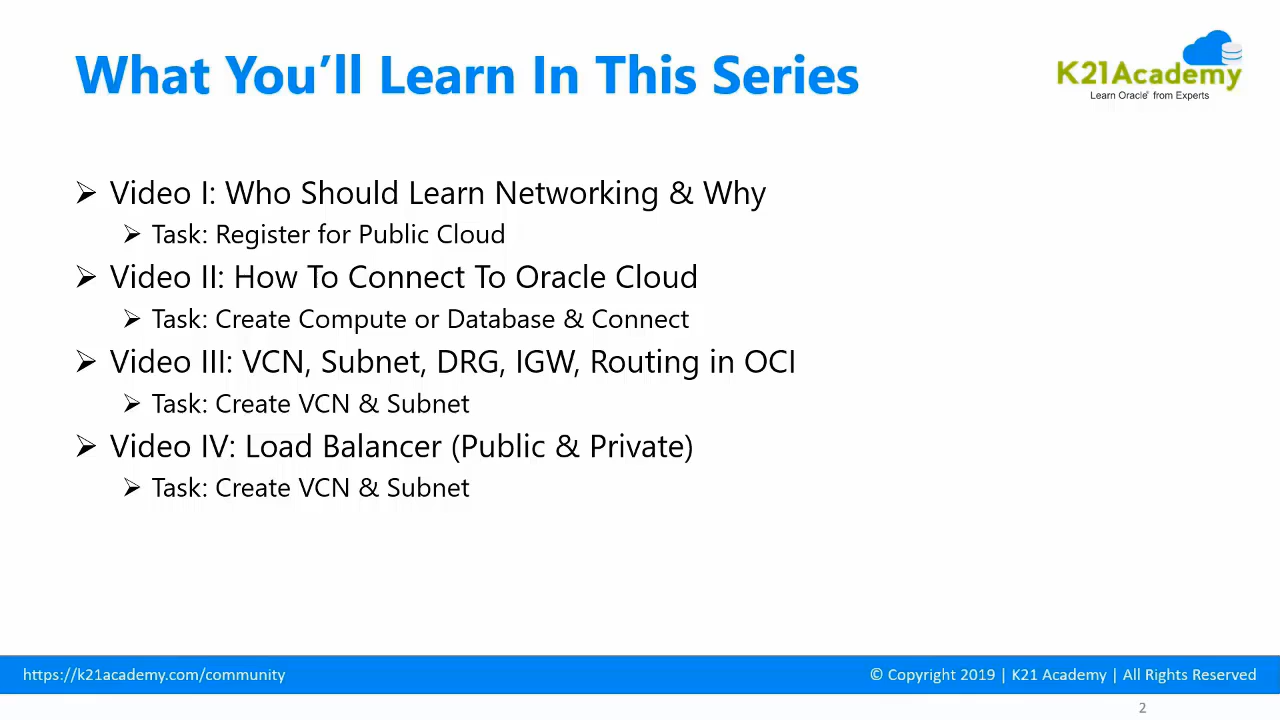 What You’ll Learn In This Series
K21Academy
Learn Oracle® from Experts
Video I: Who Should Learn Networking & Why
Task: Register for Public Cloud
Video II: How To Connect To Oracle Cloud
Task: Create Compute or Database & Connect
Video III: VCN, Subnet, DRG, IGW, Routing in OCI
Task: Create VCN & Subnet
Video IV: Load Balancer (Public & Private)
Task: Create VCN & Subnet
https://k21academy.com/community
© Copyright 2019 | K21 Academy | All Rights Reserved
2